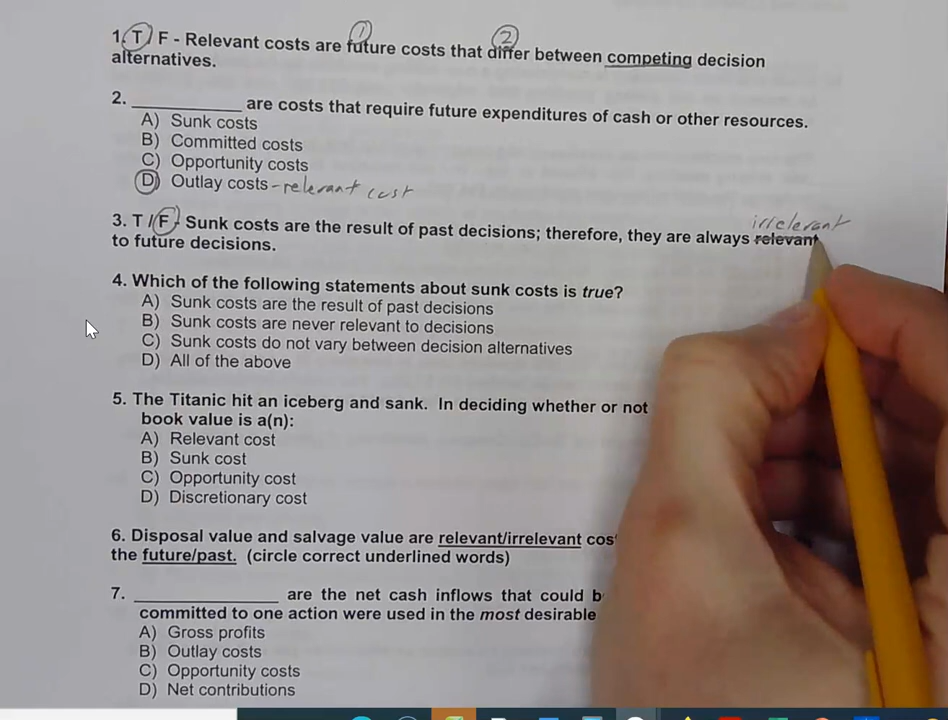 1. T / F - Relevant costs are future costs that differ between competing decision
alternatives.
1
2
2. ____________ are costs that require future expenditures of cash or other resources.
A) Sunk costs
B) Committed costs
C) Opportunity costs
D) Outlay costs - relevant cost
irrelevant
3. T / F - Sunk costs are the result of past decisions; therefore, they are always relevant
to future decisions.
4. Which of the following statements about sunk costs is true?
A) Sunk costs are the result of past decisions
B) Sunk costs are never relevant to decisions
C) Sunk costs do not vary between decision alternatives
D) All of the above
5. The Titanic hit an iceberg and sank. In deciding whether or not
book value is a(n):
A) Relevant cost
B) Sunk cost
C) Opportunity cost
D) Discretionary cost
6. Disposal value and salvage value are relevant/irrelevant cos
the future/past. (circle correct underlined words)
7. ________________ are the net cash inflows that could b
committed to one action were used in the most desirable
A) Gross profits
B) Outlay costs
C) Opportunity costs
D) Net contributions